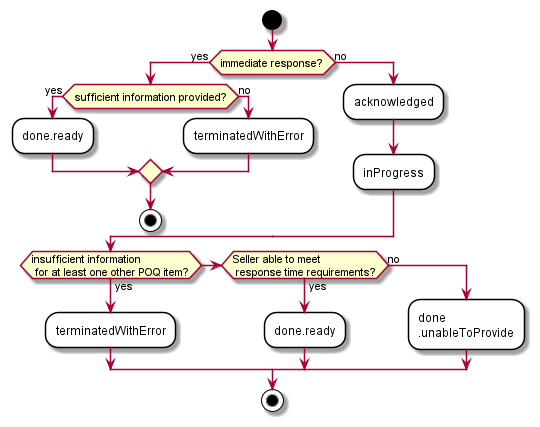 yes
immediate response?
no
yes
sufficient information provided?
no
acknowledged
done.ready
terminatedWithError
inProgress
insufficient information
for at least one other POQ item?
Seller able to meet
response time requirements?
no
yes
yes
terminatedWithError
done.ready
done
.unableToProvide